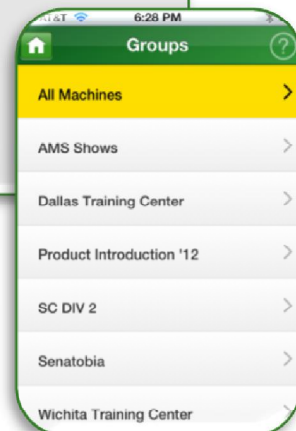 AT&T 6:28 PM
Groups ?
All Machines
AMS Shows
Dallas Training Center
Product Introduction '12
SC DIV 2
Senatobia
Wichita Training Center